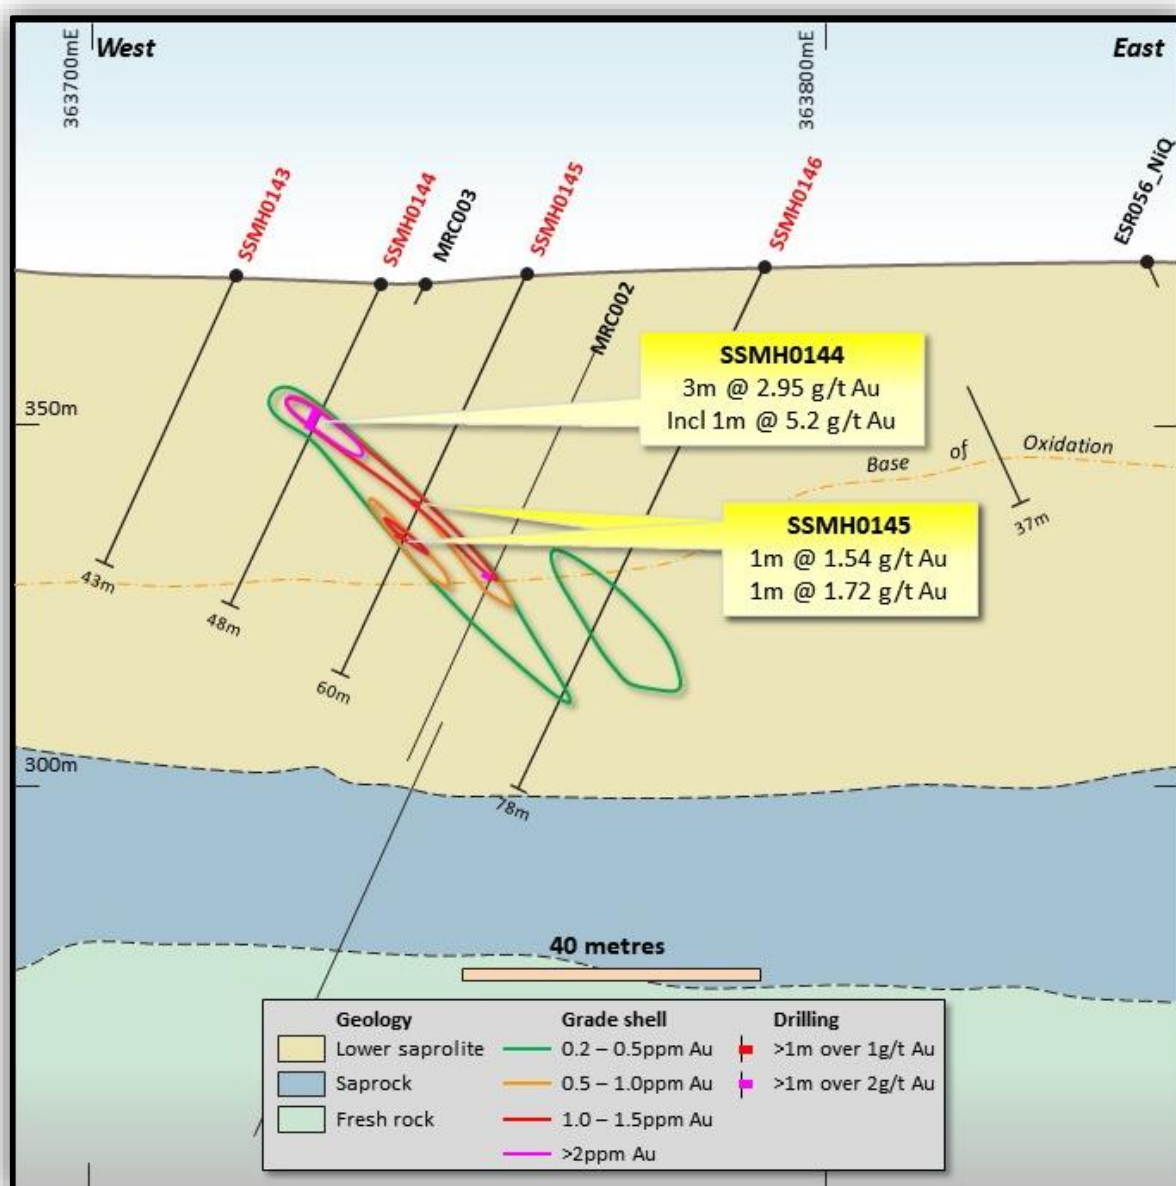 363700mE
West
363800mE
East
SSMH0143
SSMH0144
MRC003
SSMH0145
SSMH0146
ESR056_NiQ
MRC002
SSMH0144
3m @ 2.95 g/t Au
Incl 1m @ 5.2 g/t Au
350m
Base of Oxidation
SSMH0145
1m @ 1.54 g/t Au
1m @ 1.72 g/t Au
37m
43m
48m
60m
300m
78m
40 metres
Geology
Lower saprolite
Saprock
Fresh rock
Grade shell
0.2 – 0.5ppm Au
0.5 – 1.0ppm Au
1.0 – 1.5ppm Au
>2ppm Au
Drilling
>1m over 1g/t Au
>1m over 2g/t Au